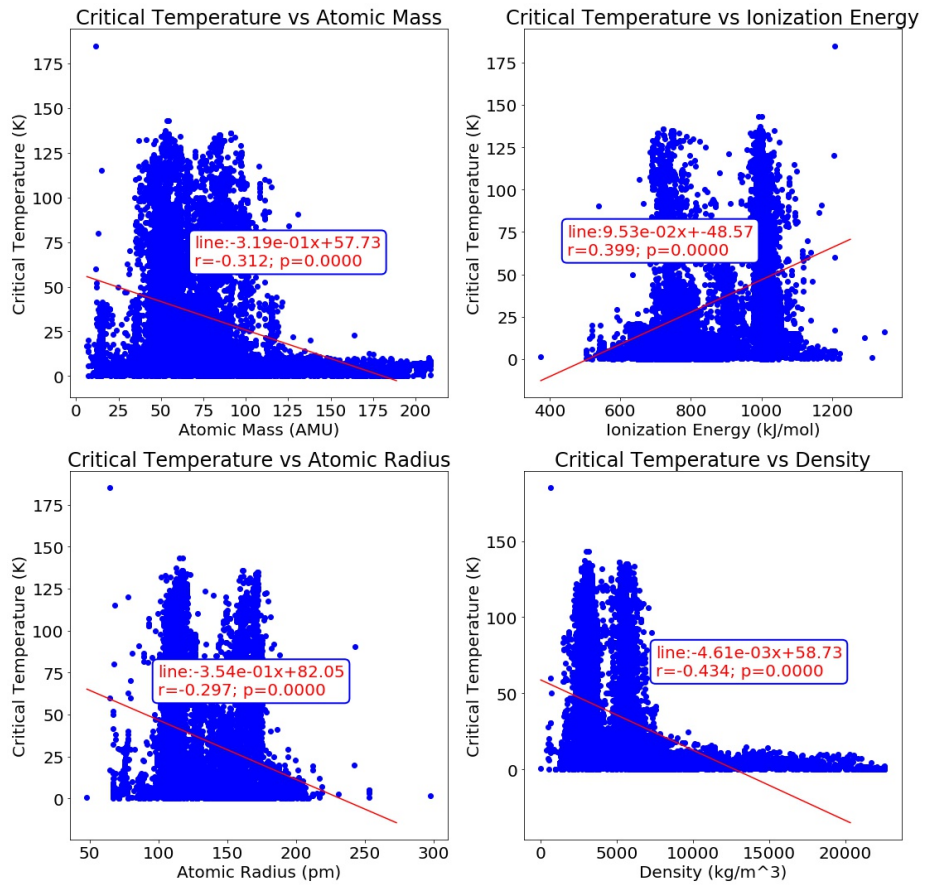 Critical Temperature vs Atomic Mass
Critical Temperature (K)
175
150
125
100
75
50
25
0
line:-3.19e-01x+57.73
r=-0.312; p=0.0000
0 25 50 75 100 125 150 175 200
Atomic Mass (AMU)
Critical Temperature vs Ionization Energy
Critical Temperature (K)
175
150
125
100
75
50
25
0
line:9.53e-02x+-48.57
r=0.399; p=0.0000
400 600 800 1000 1200
Ionization Energy (kJ/mol)
Critical Temperature vs Atomic Radius
Critical Temperature (K)
175
150
125
100
75
50
25
0
line:-3.54e-01x+82.05
r=-0.297; p=0.0000
50 100 150 200 250 300
Atomic Radius (pm)
Critical Temperature vs Density
Critical Temperature (K)
150
100
50
0
line:-4.61e-03x+58.73
r=-0.434; p=0.0000
0 5000 10000 15000 20000
Density (kg/m^3)